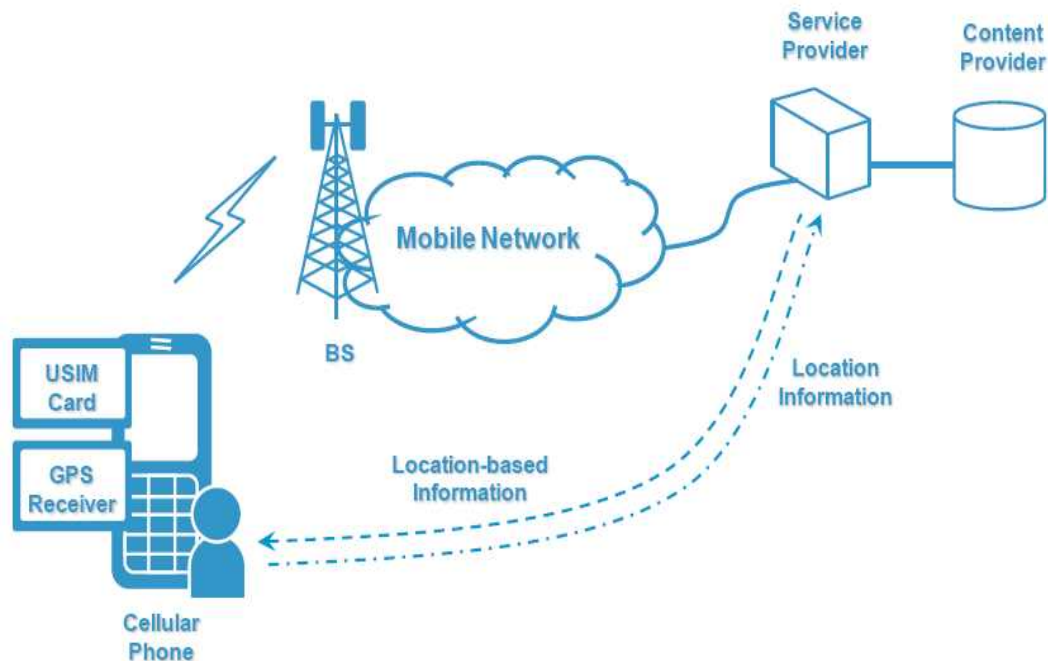 Service
Provider
Content
Provider
Mobile Network
BS
USIM
Card
GPS
Receiver
Location
Information
Location-based
Information
Cellular
Phone